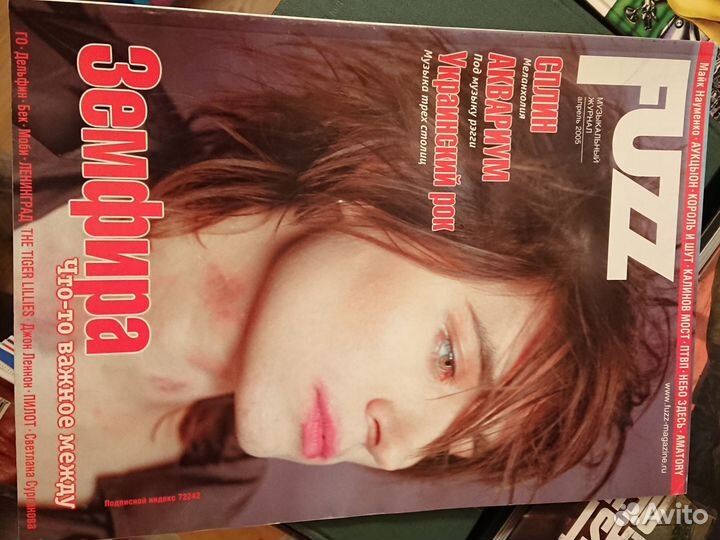 Майк Науменко · АУКЦЫОН · КОРОЛЬ И ШУТ · КАЛИНОВ МОСТ · ПТВП · НЕБО ЗДЕСЬ · AMATORY
FUZZ
www.fuzz-magazine.ru
МУЗЫКАЛЬНЫЙ
ЖУРНАЛ
апрель 2005
СПЛИН
Меланхолия
АКВАРИУМ
Под музыку рэгги
Украинский рок
Музыка трех столиц
Земфира
Что-то важное между
Подписной индекс 72242
ГО · Дельфин · Бек · Моби · ЛЕНИНГРАД · THE TIGER LILLIES · Джон Леннон · ПИЛОТ · Светлана Сурганова
Avito